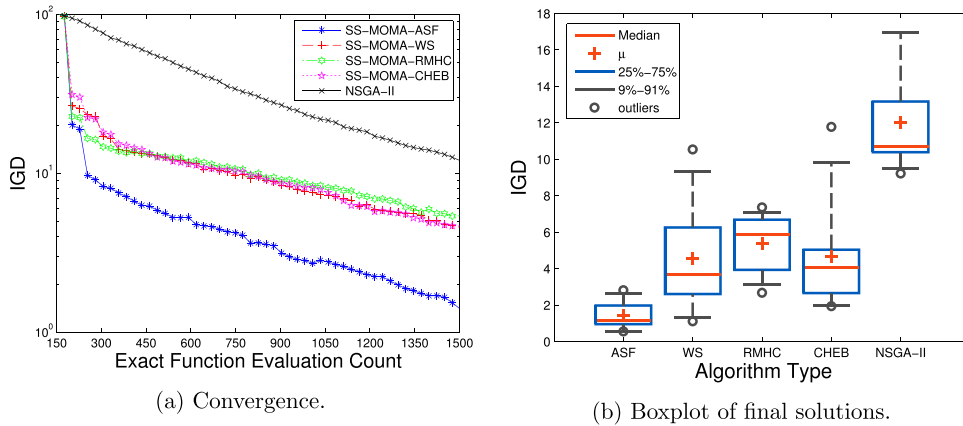 SS-MOMA-ASF
SS-MOMA-WS
SS-MOMA-RMHC
SS-MOMA-CHEB
NSGA-II
10²
10¹
10⁰
IGD
150 300 450 600 750 900 1050 1200 1350 1500
Exact Function Evaluation Count
(a) Convergence.
Median
μ
25%-75%
9%-91%
outliers
18
16
14
12
10
8
6
4
2
0
IGD
ASF WS RMHC CHEB NSGA-II
Algorithm Type
(b) Boxplot of final solutions.